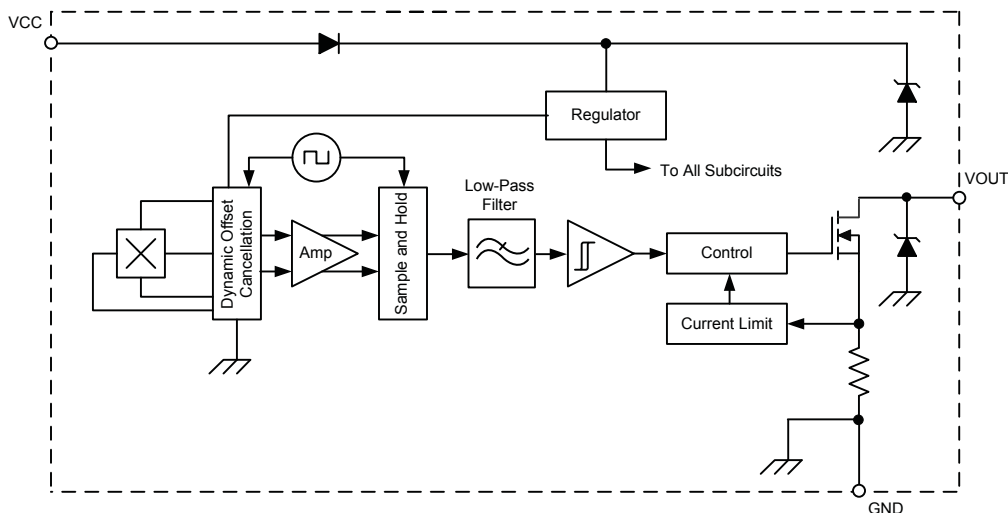 VCC
Regulator
To All Subcircuits
VOUT
Low-Pass
Filter
Dynamic Offset
Cancellation
Amp
Sample and Hold
Control
Current Limit
GND